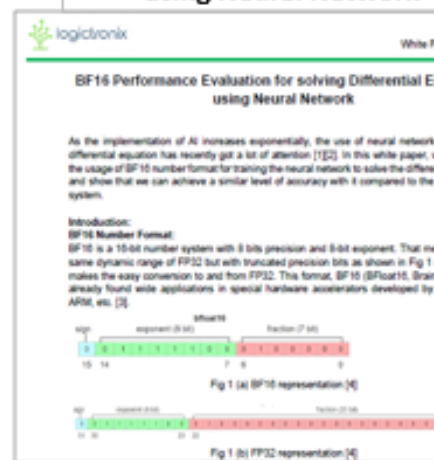 logictronix
White P
BF16 Performance Evaluation for solving Differential E
using Neural Network
As the implementation of AI increases exponentially, the use of neural network
differential equation has recently got a lot of attention [1][2]. In this white paper,
the usage of BF16 number format for training the neural network to solve the differe
and show that we can achieve a similar level of accuracy with it compared to the
system.
Introduction:
BF16 Number Format:
BF16 is a 16-bit number system with 8 bits precision and 8-bit exponent. That me
same dynamic range of FP32 but with truncated precision bits as shown in Fig 1
makes the easy conversion to and from FP32. This format, BF16 (BFloat16, Brain
already found wide applications in special hardware accelerators developed by
ARM, etc. [3].
bfloat16
sign exponent (8 bit) fraction (7 bit)
0 0 1 1 1 1 1 0 0 0 1 0 0 0 0 0
15 14 7 6 0
Fig 1 (a) BF16 representation [4]
exponent (8 bit) fraction (23 bit)
Fig 1 (b) FP32 representation [4]